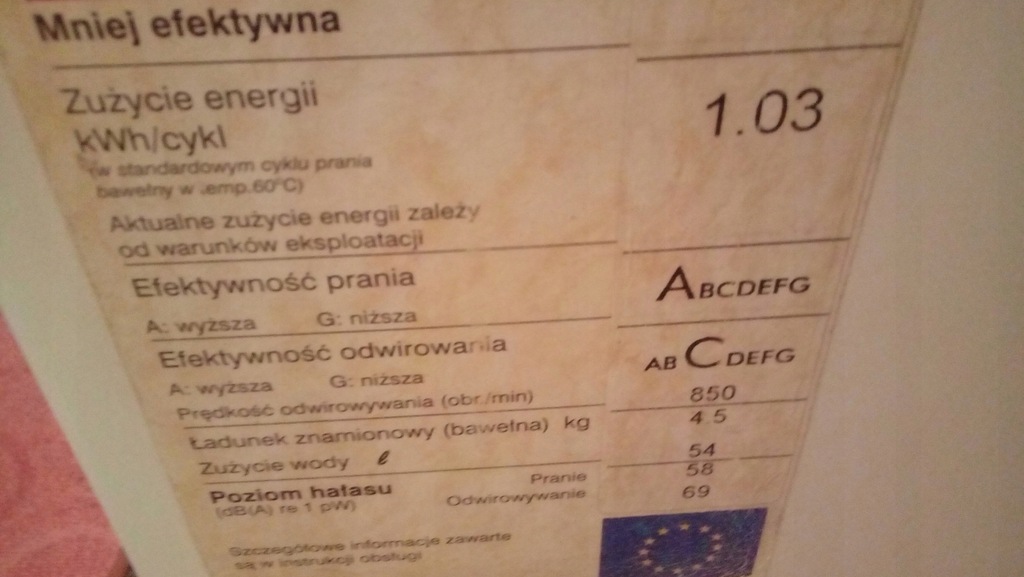 Mniej efektywna
Zużycie energii
kWh/cykl 1.03
(w standardowym cyklu prania
bawełny w temp.60°C)
Aktualne zużycie energii zależy
od warunków eksploatacji
Efektywność prania ABCDEFG
A: wyższa G: niższa
Efektywność odwirowania ABCDEFG
A: wyższa G: niższa
Prędkość odwirowywania (obr./min) 850
Ładunek znamionowy (bawełna) kg 4.5
Zużycie wody ℓ 54
Poziom hałasu Pranie 58
(dB(A) re 1 pW) Odwirowywanie 69
Szczegółowe informacje zawarte
są w instrukcji obsługi